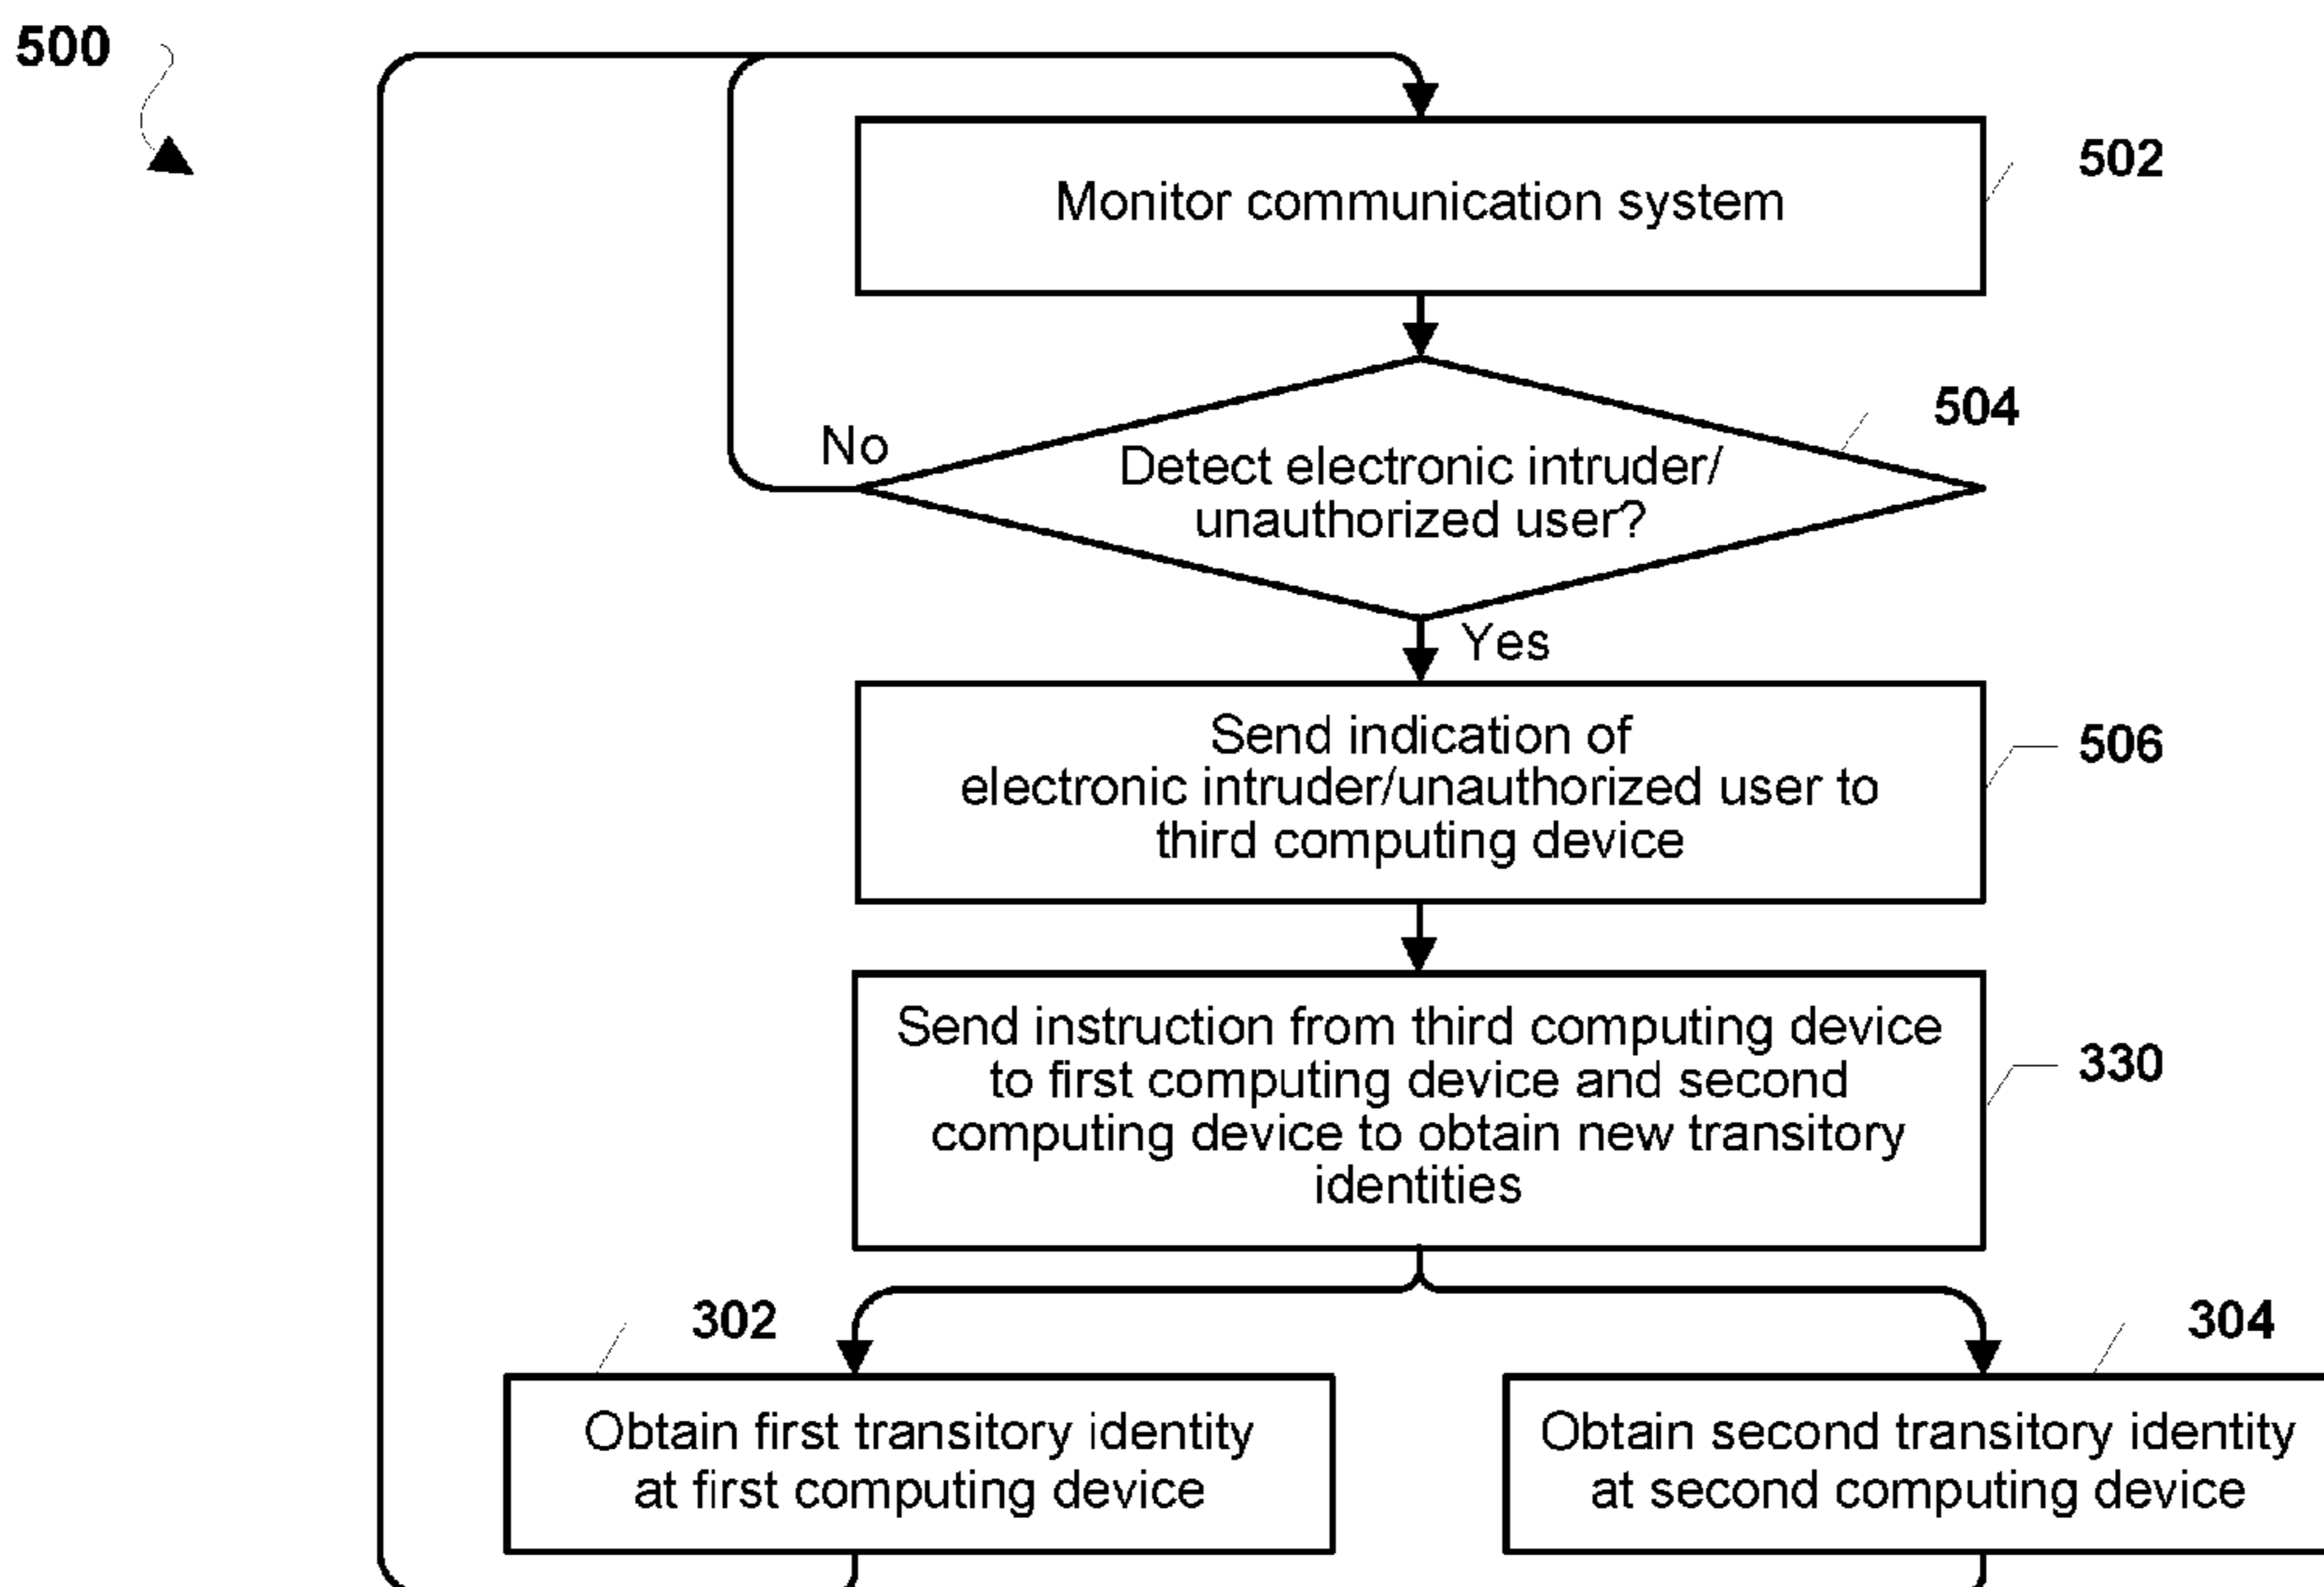 500
502
Monitor communication system
504
No
Detect electronic intruder/
unauthorized user?
Yes
Send indication of
electronic intruder/unauthorized user to
third computing device
506
Send instruction from third computing device
to first computing device and second
computing device to obtain new transitory
identities
330
302
304
Obtain first transitory identity
at first computing device
Obtain second transitory identity
at second computing device